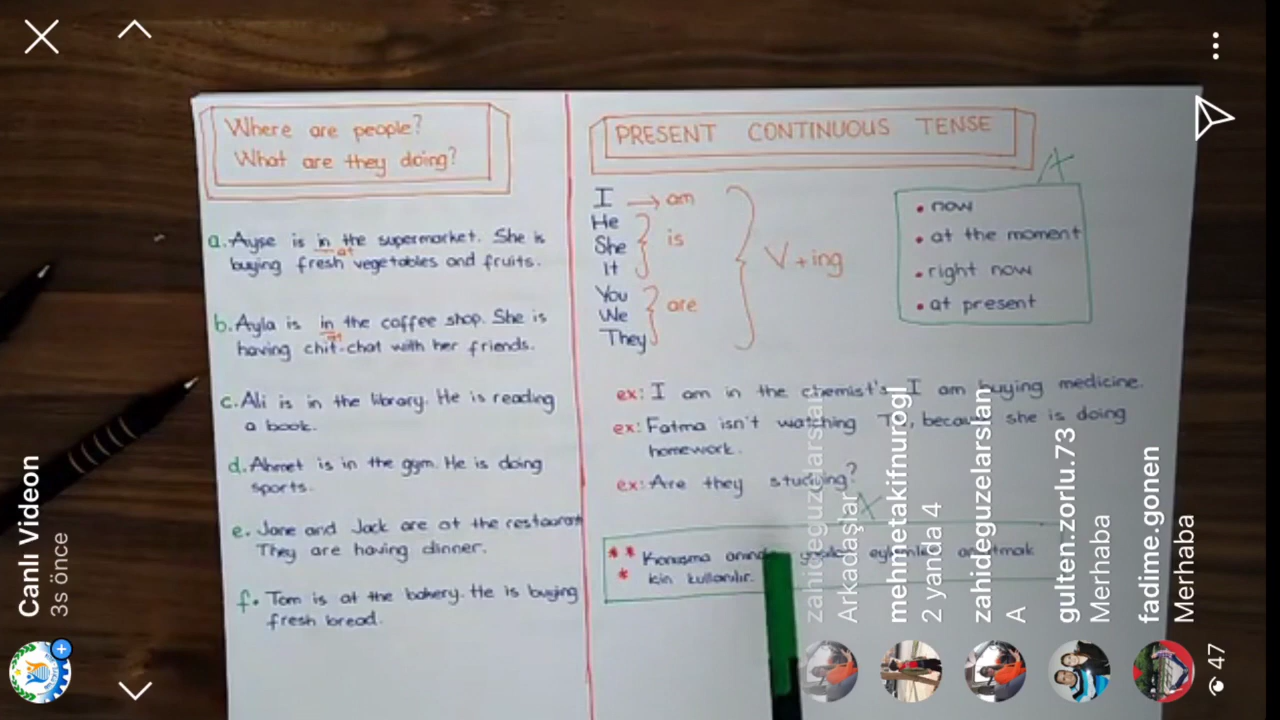 Where are people?
What are they doing?
a. Ayşe is in the supermarket. She is
at
buying fresh vegetables and fruits.
b. Ayla is in the coffee shop. She is
at
having chit-chat with her friends.
c. Ali is in the library. He is reading
a book.
d. Ahmet is in the gym. He is doing
sports.
e. Jane and Jack are at the restaurant
They are having dinner.
f. Tom is at the bakery. He is buying
fresh bread.
PRESENT CONTINUOUS TENSE
I → am
He
She
It
is
You
We
They
are
V+ing
• now
• at the moment
• right now
• at present
ex: I am in the chemist's. I am buying medicine.
ex: Fatma isn't watching because she is doing
homework.
ex: Are they studying?
** Konuşma
* için kullanılır.
Canlı Videon
3s önce
zahideguzelarslan
Arkadaşlar
mehmetakifnurogl
2 yanda 4
zahideguzelarslan
A
gulten.zorlu.73
Merhaba
fadime.gonen
Merhaba
47